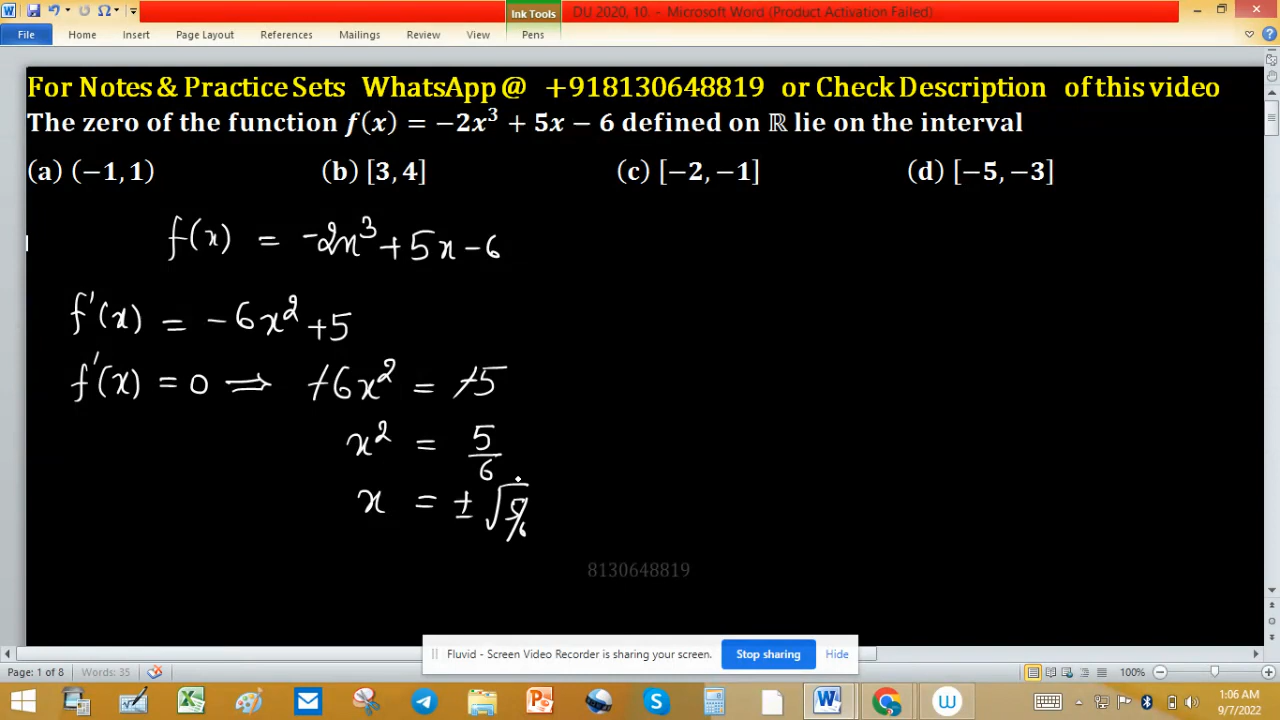 Ink Tools
DU 2020, 10. - Microsoft Word (Product Activation Failed)
File Home Insert Page Layout References Mailings Review View Pens
For Notes & Practice Sets WhatsApp @ +918130648819 or Check Description of this video
The zero of the function f(x) = −2x³ + 5x − 6 defined on ℝ lie on the interval
(a) (−1, 1) (b) [3, 4] (c) [−2, −1] (d) [−5, −3]
f(x) = -2x³ + 5x - 6
f'(x) = -6x² + 5
f'(x) = 0 ⟹ -6x² = -5
x² = 5/6
x = ± √5/6
8130648819
Fluvid - Screen Video Recorder is sharing your screen. Stop sharing Hide
Page: 1 of 8 Words: 35 100%
1:06 AM
9/7/2022